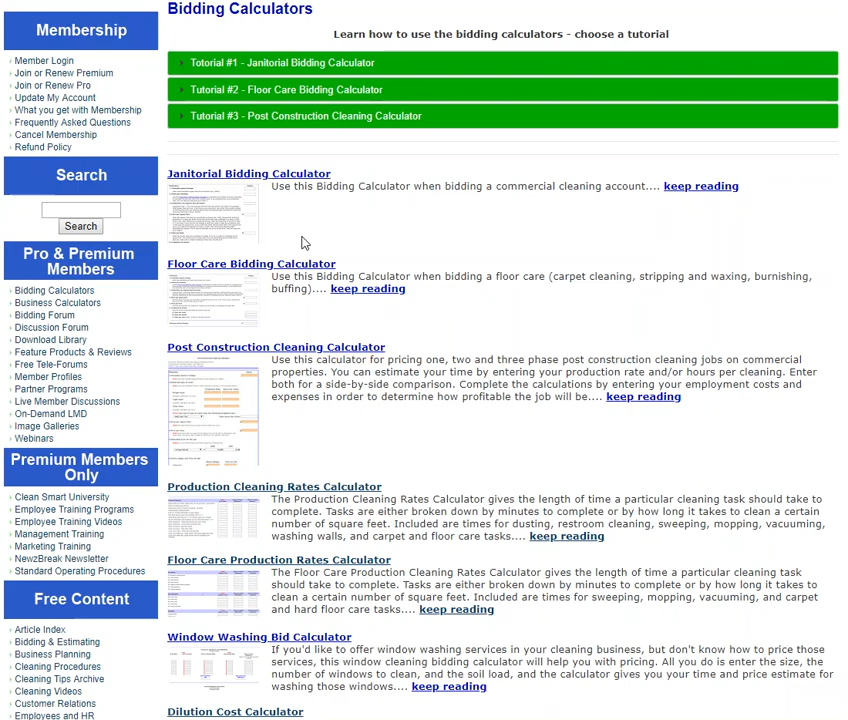 Membership
Member Login
Join or Renew Premium
Join or Renew Pro
Update My Account
What you get with Membership
Frequently Asked Questions
Cancel Membership
Refund Policy
Search
Search
Pro & Premium
Members
Bidding Calculators
Business Calculators
Bidding Forum
Discussion Forum
Download Library
Feature Products & Reviews
Free Tele-Forums
Member Profiles
Partner Programs
Live Member Discussions
On-Demand LMD
Image Galleries
Webinars
Premium Members
Only
Clean Smart University
Employee Training Programs
Employee Training Videos
Management Training
Marketing Training
NewzBreak Newsletter
Standard Operating Procedures
Free Content
Article Index
Bidding & Estimating
Business Planning
Cleaning Procedures
Cleaning Tips Archive
Cleaning Videos
Customer Relations
Employees and HR
Bidding Calculators
Learn how to use the bidding calculators - choose a tutorial
Totorial #1 - Janitorial Bidding Calculator
Tutorial #2 - Floor Care Bidding Calculator
Tutorial #3 - Post Construction Cleaning Calculator
Janitorial Bidding Calculator
Use this Bidding Calculator when bidding a commercial cleaning account.... keep reading
Floor Care Bidding Calculator
Use this Bidding Calculator when bidding a floor care (carpet cleaning, stripping and waxing, burnishing,
buffing).... keep reading
Post Construction Cleaning Calculator
Use this calculator for pricing one, two and three phase post construction cleaning jobs on commercial
properties. You can estimate your time by entering your production rate and/or hours per cleaning. Enter
both for a side-by-side comparison. Complete the calculations by entering your employment costs and
expenses in order to determine how profitable the job will be.... keep reading
Production Cleaning Rates Calculator
The Production Cleaning Rates Calculator gives the length of time a particular cleaning task should take to
complete. Tasks are either broken down by minutes to complete or by how long it takes to clean a certain
number of square feet. Included are times for dusting, restroom cleaning, sweeping, mopping, vacuuming,
washing walls, and carpet and floor care tasks.... keep reading
Floor Care Production Rates Calculator
The Floor Care Production Rates Calculator gives the length of time a particular cleaning task
should take to complete. Tasks are either broken down by minutes to complete or by how long it takes to
clean a certain number of square feet. Included are times for sweeping, mopping, vacuuming, and carpet
and hard floor care tasks.... keep reading
Window Washing Bid Calculator
If you'd like to offer window washing services in your cleaning business, but don't know how to price those
services, this window cleaning bidding calculator will help you with pricing. All you do is enter the size, the
number of windows to clean, and the soil load, and the calculator gives you your time and price estimate for
washing those windows.... keep reading
Dilution Cost Calculator